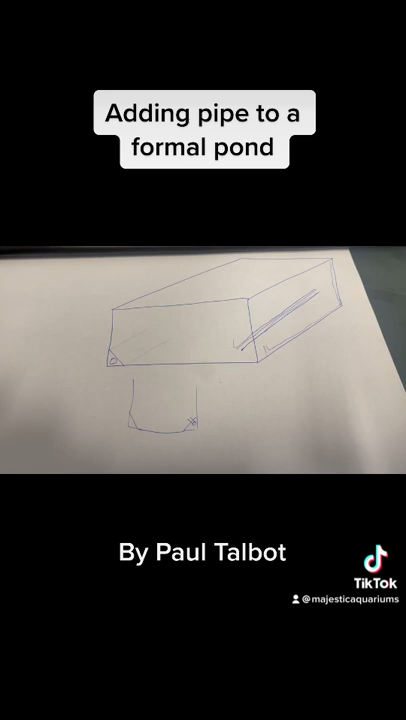 Adding pipe to a
formal pond
By Paul Talbot
TikTok
@majesticaquariums